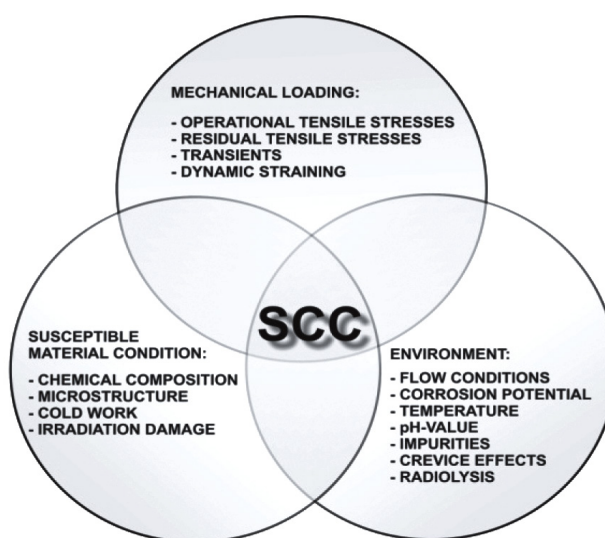 MECHANICAL LOADING:
- OPERATIONAL TENSILE STRESSES
- RESIDUAL TENSILE STRESSES
- TRANSIENTS
- DYNAMIC STRAINING
SCC
SUSCEPTIBLE
MATERIAL CONDITION:
- CHEMICAL COMPOSITION
- MICROSTRUCTURE
- COLD WORK
- IRRADIATION DAMAGE
ENVIRONMENT:
- FLOW CONDITIONS
- CORROSION POTENTIAL
- TEMPERATURE
- pH-VALUE
- IMPURITIES
- CREVICE EFFECTS
- RADIOLYSIS